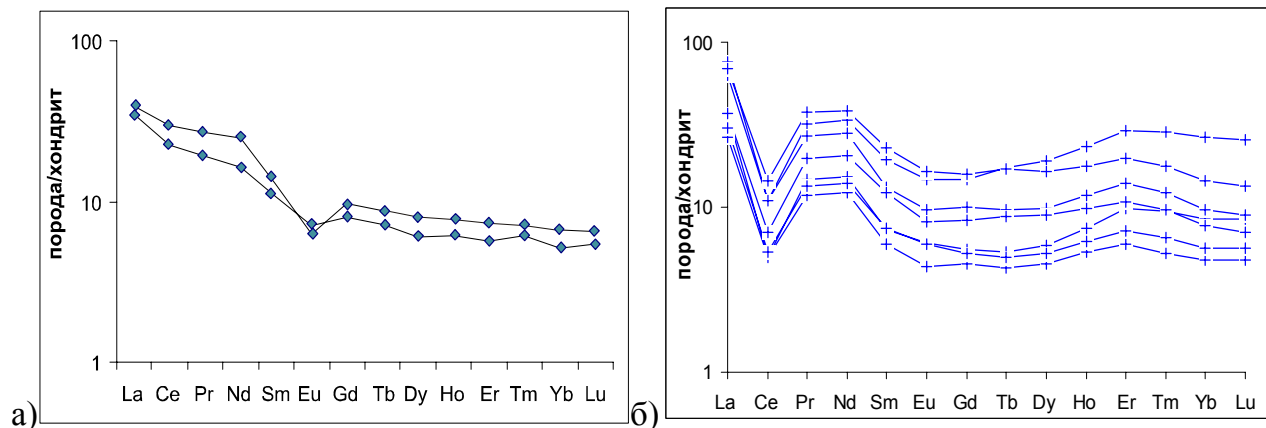 100
10
1
порода/хондрит
La Ce Pr Nd Sm Eu Gd Tb Dy Ho Er Tm Yb Lu
а)
100
10
1
порода/хондрит
La Ce Pr Nd Sm Eu Gd Tb Dy Ho Er Tm Yb Lu
б)